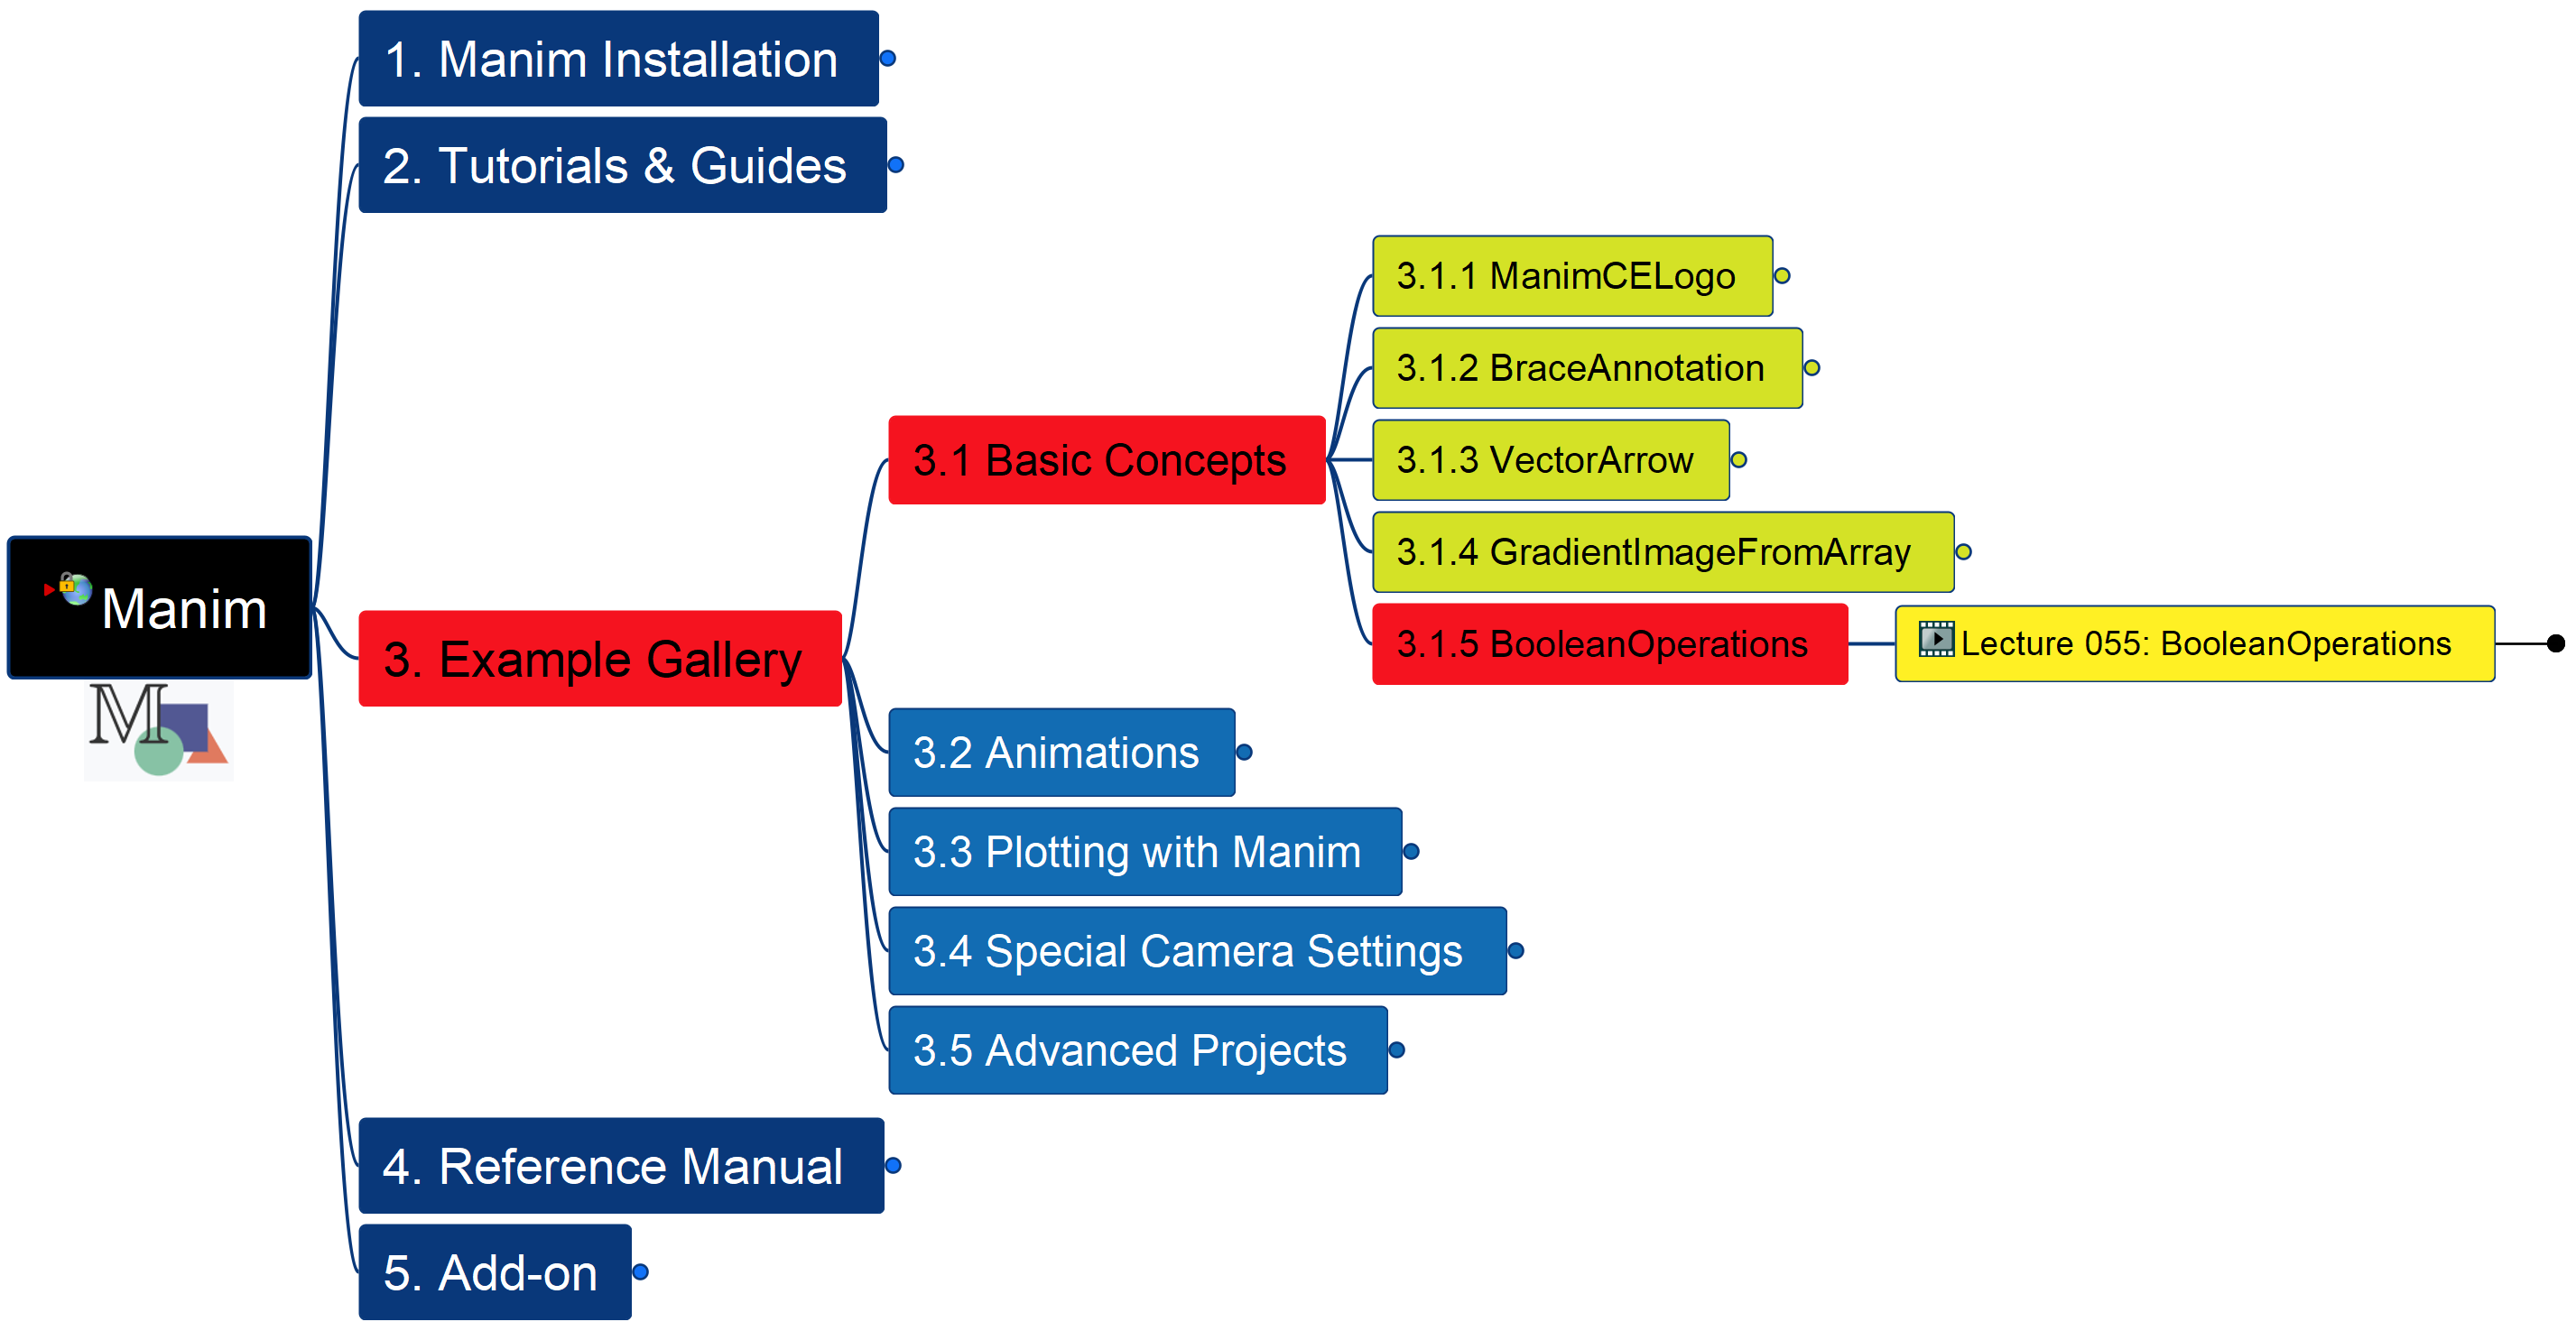 Manim
M
1. Manim Installation
2. Tutorials & Guides
3. Example Gallery
3.1 Basic Concepts
3.1.1 ManimCELogo
3.1.2 BraceAnnotation
3.1.3 VectorArrow
3.1.4 GradientImageFromArray
3.1.5 BooleanOperations
Lecture 055: BooleanOperations
3.2 Animations
3.3 Plotting with Manim
3.4 Special Camera Settings
3.5 Advanced Projects
4. Reference Manual
5. Add-on